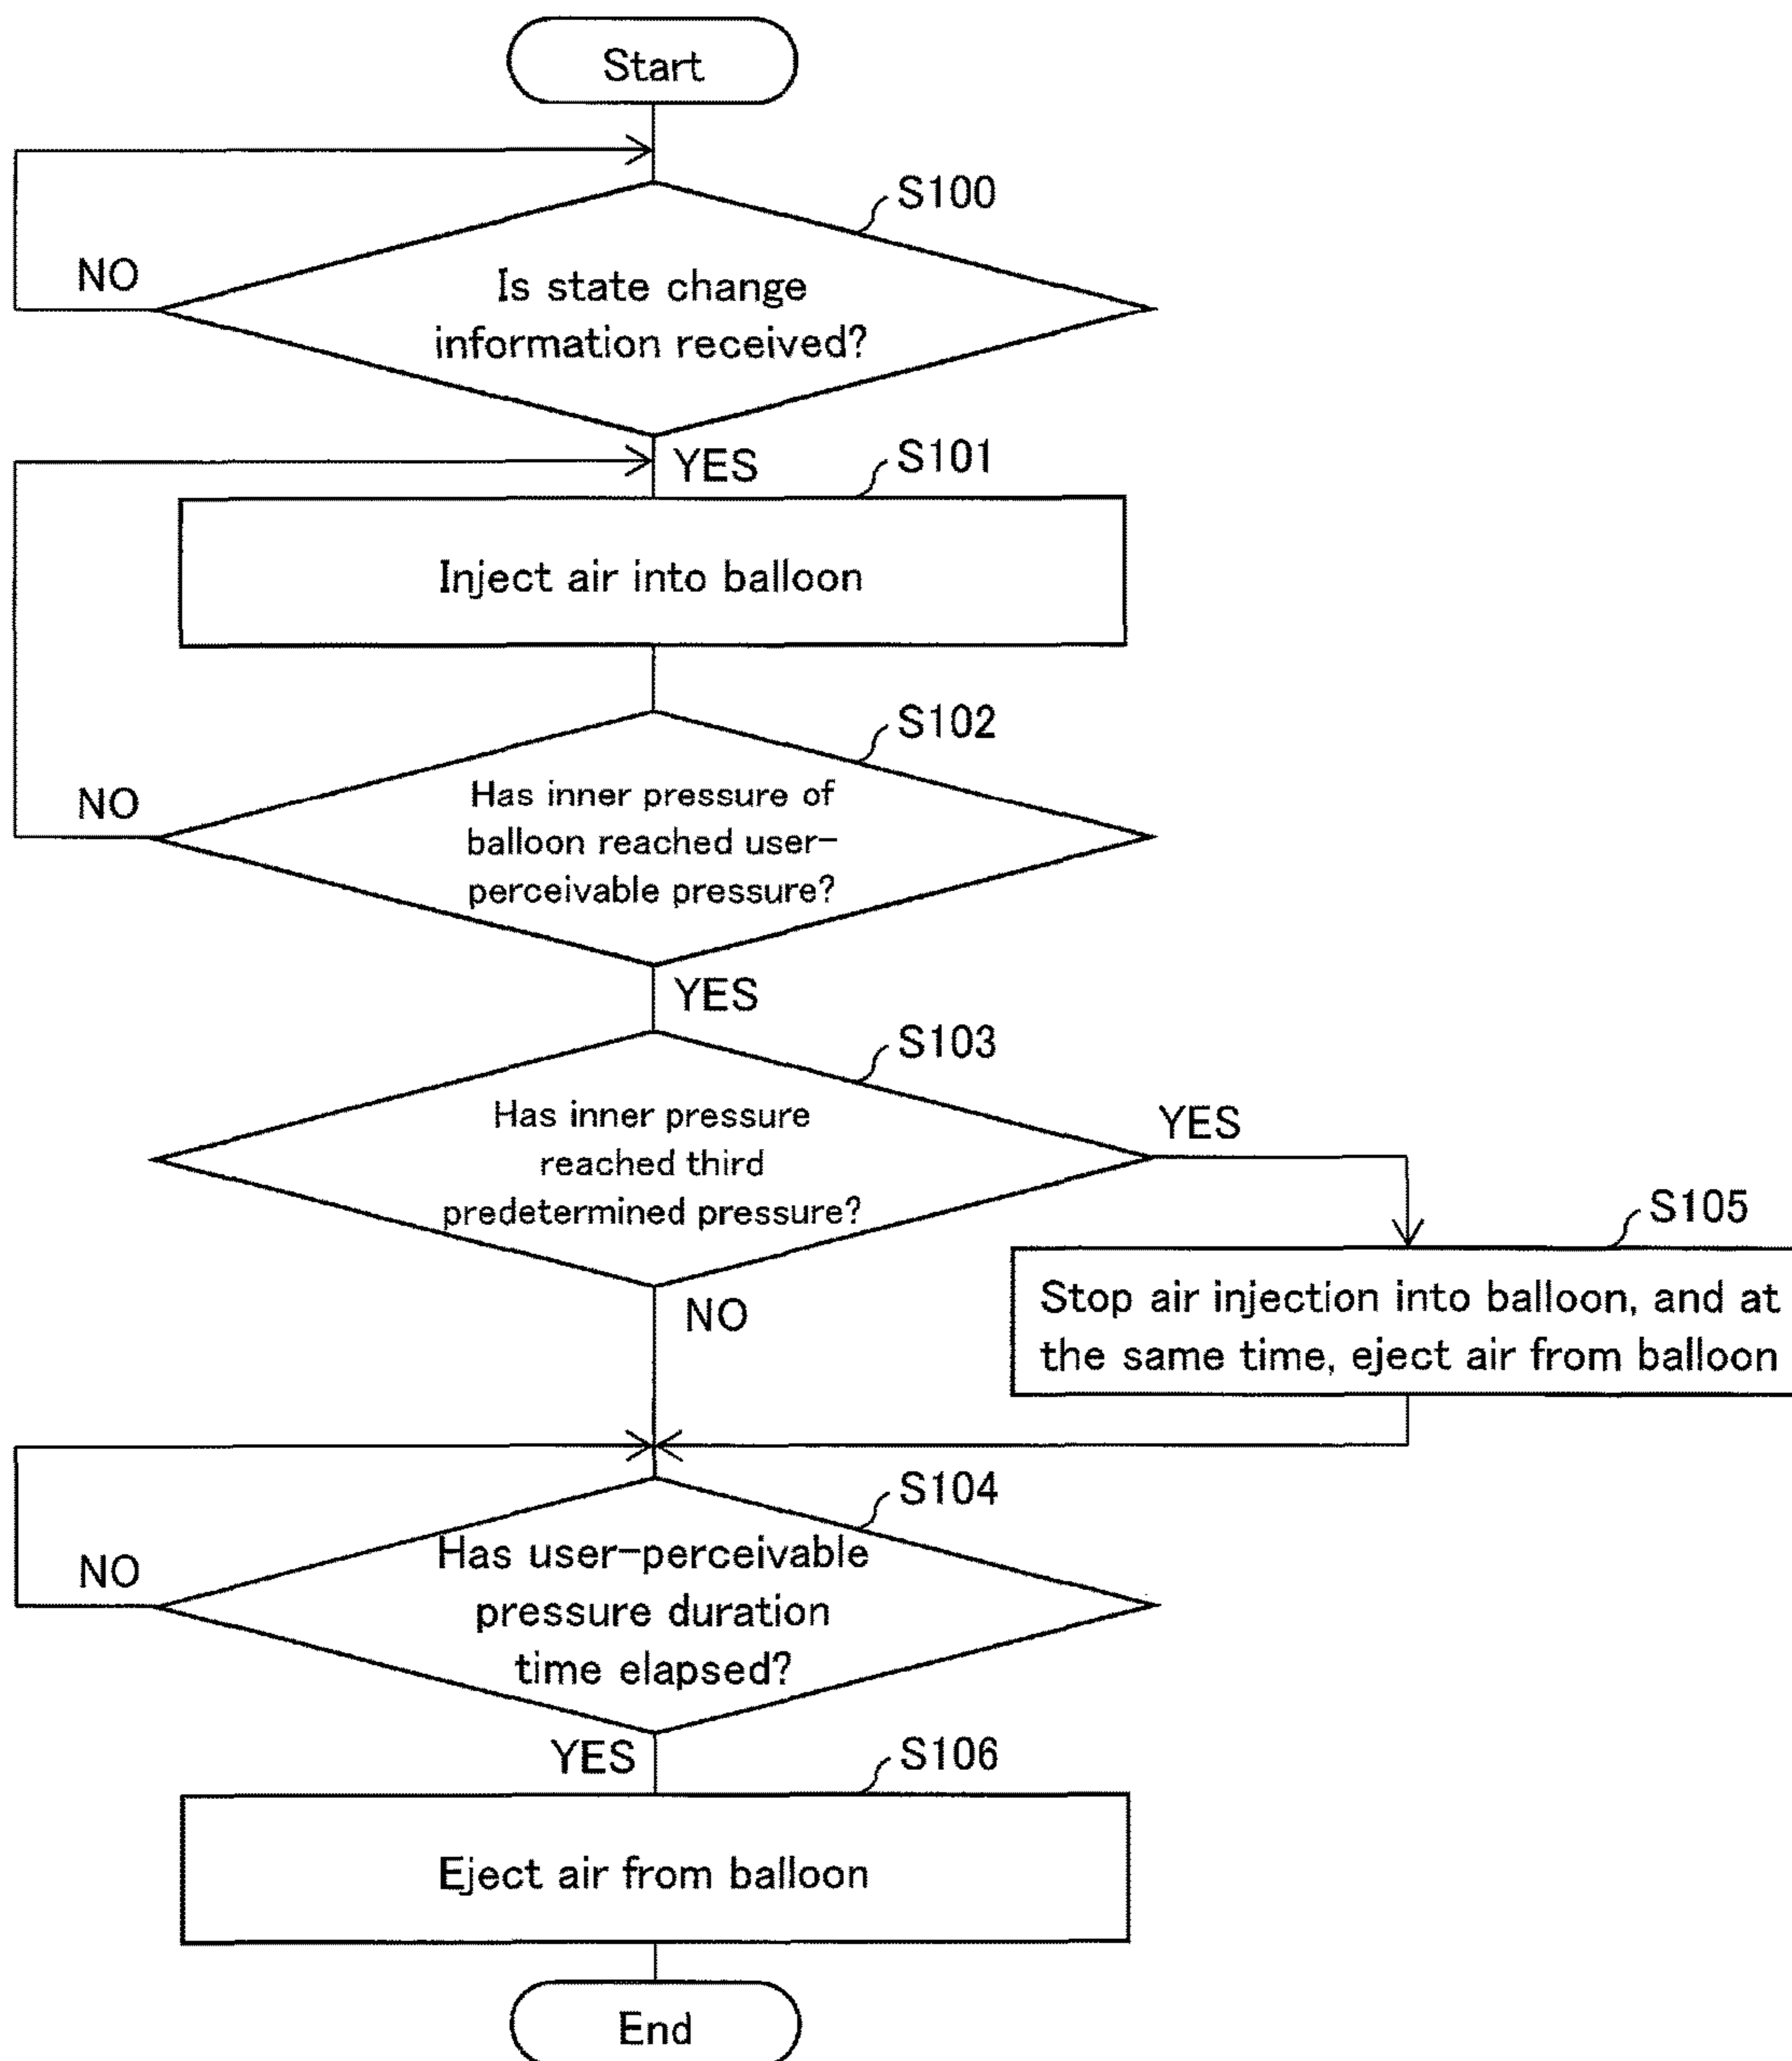 Start
S100
NO
Is state change
information received?
YES
S101
Inject air into balloon
S102
NO
Has inner pressure of
balloon reached user-
perceivable pressure?
YES
S103
Has inner pressure
reached third
predetermined pressure?
YES
NO
S105
Stop air injection into balloon, and at
the same time, eject air from balloon
S104
NO
Has user-perceivable
pressure duration
time elapsed?
YES
S106
Eject air from balloon
End